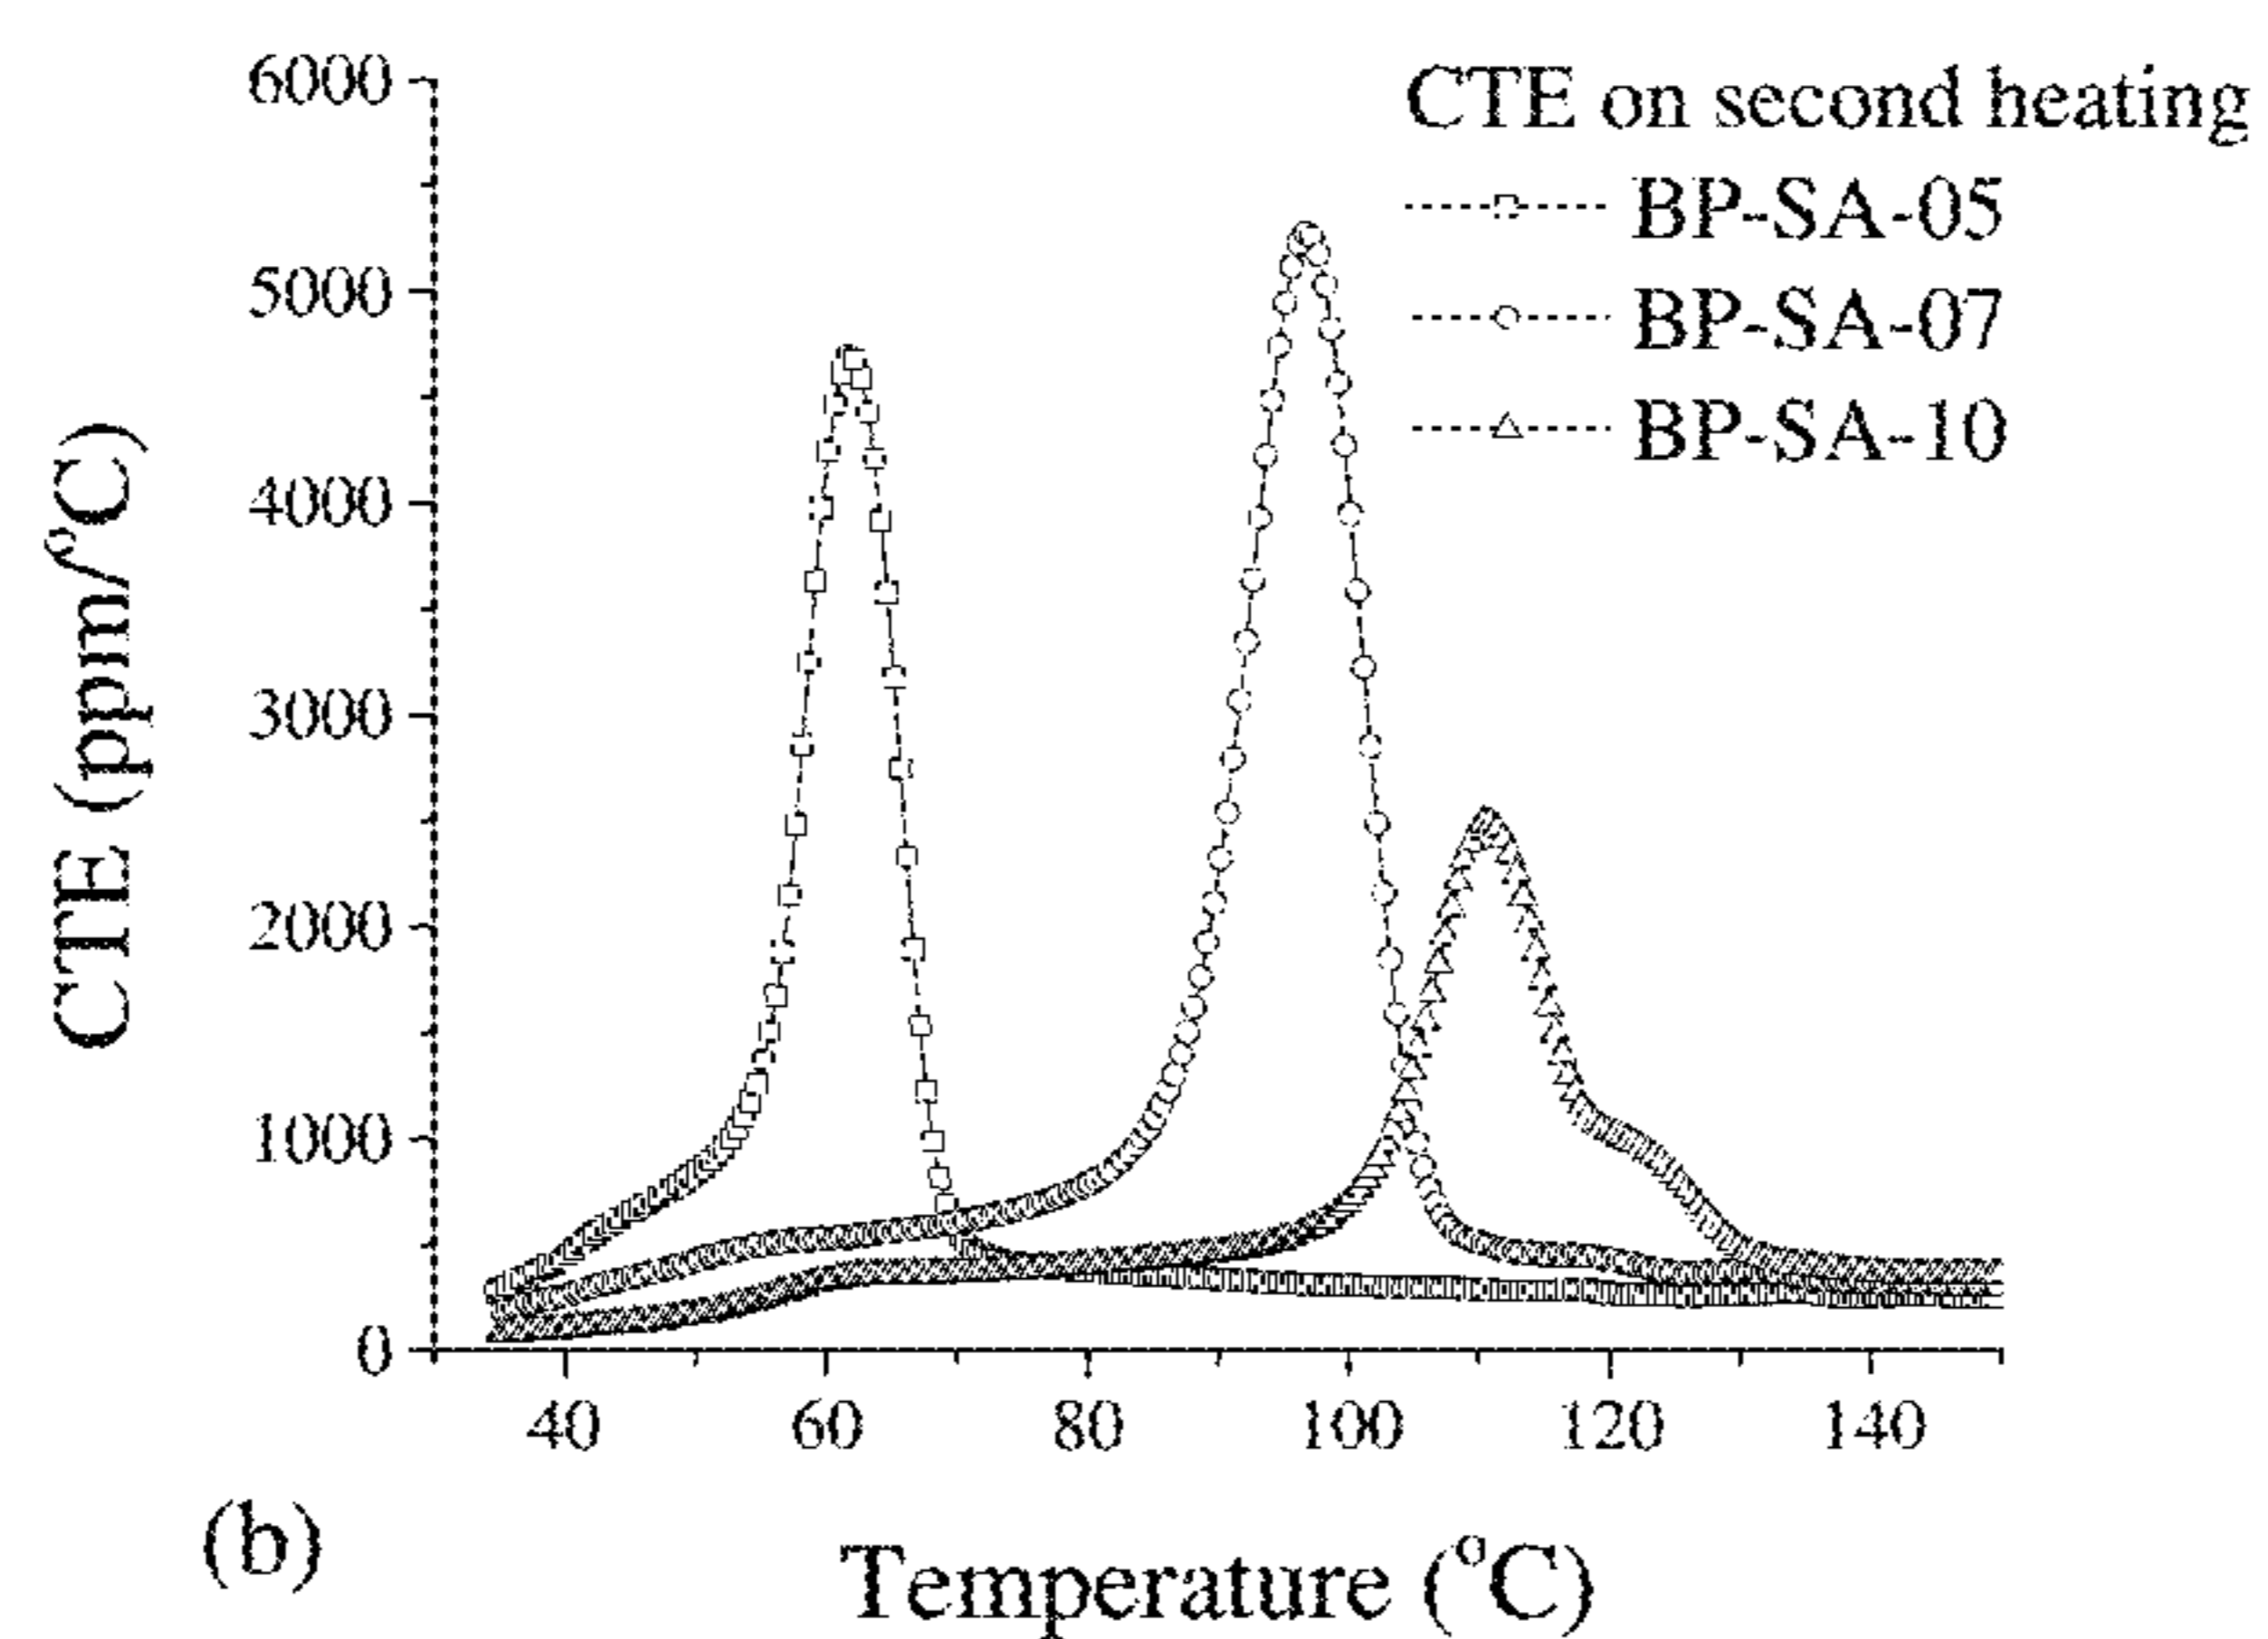 6000
5000
4000
3000
2000
1000
0
CTE (ppm/°C)
CTE on second heating
BP-SA-05
BP-SA-07
BP-SA-10
40 60 80 100 120 140
(b)
Temperature (°C)